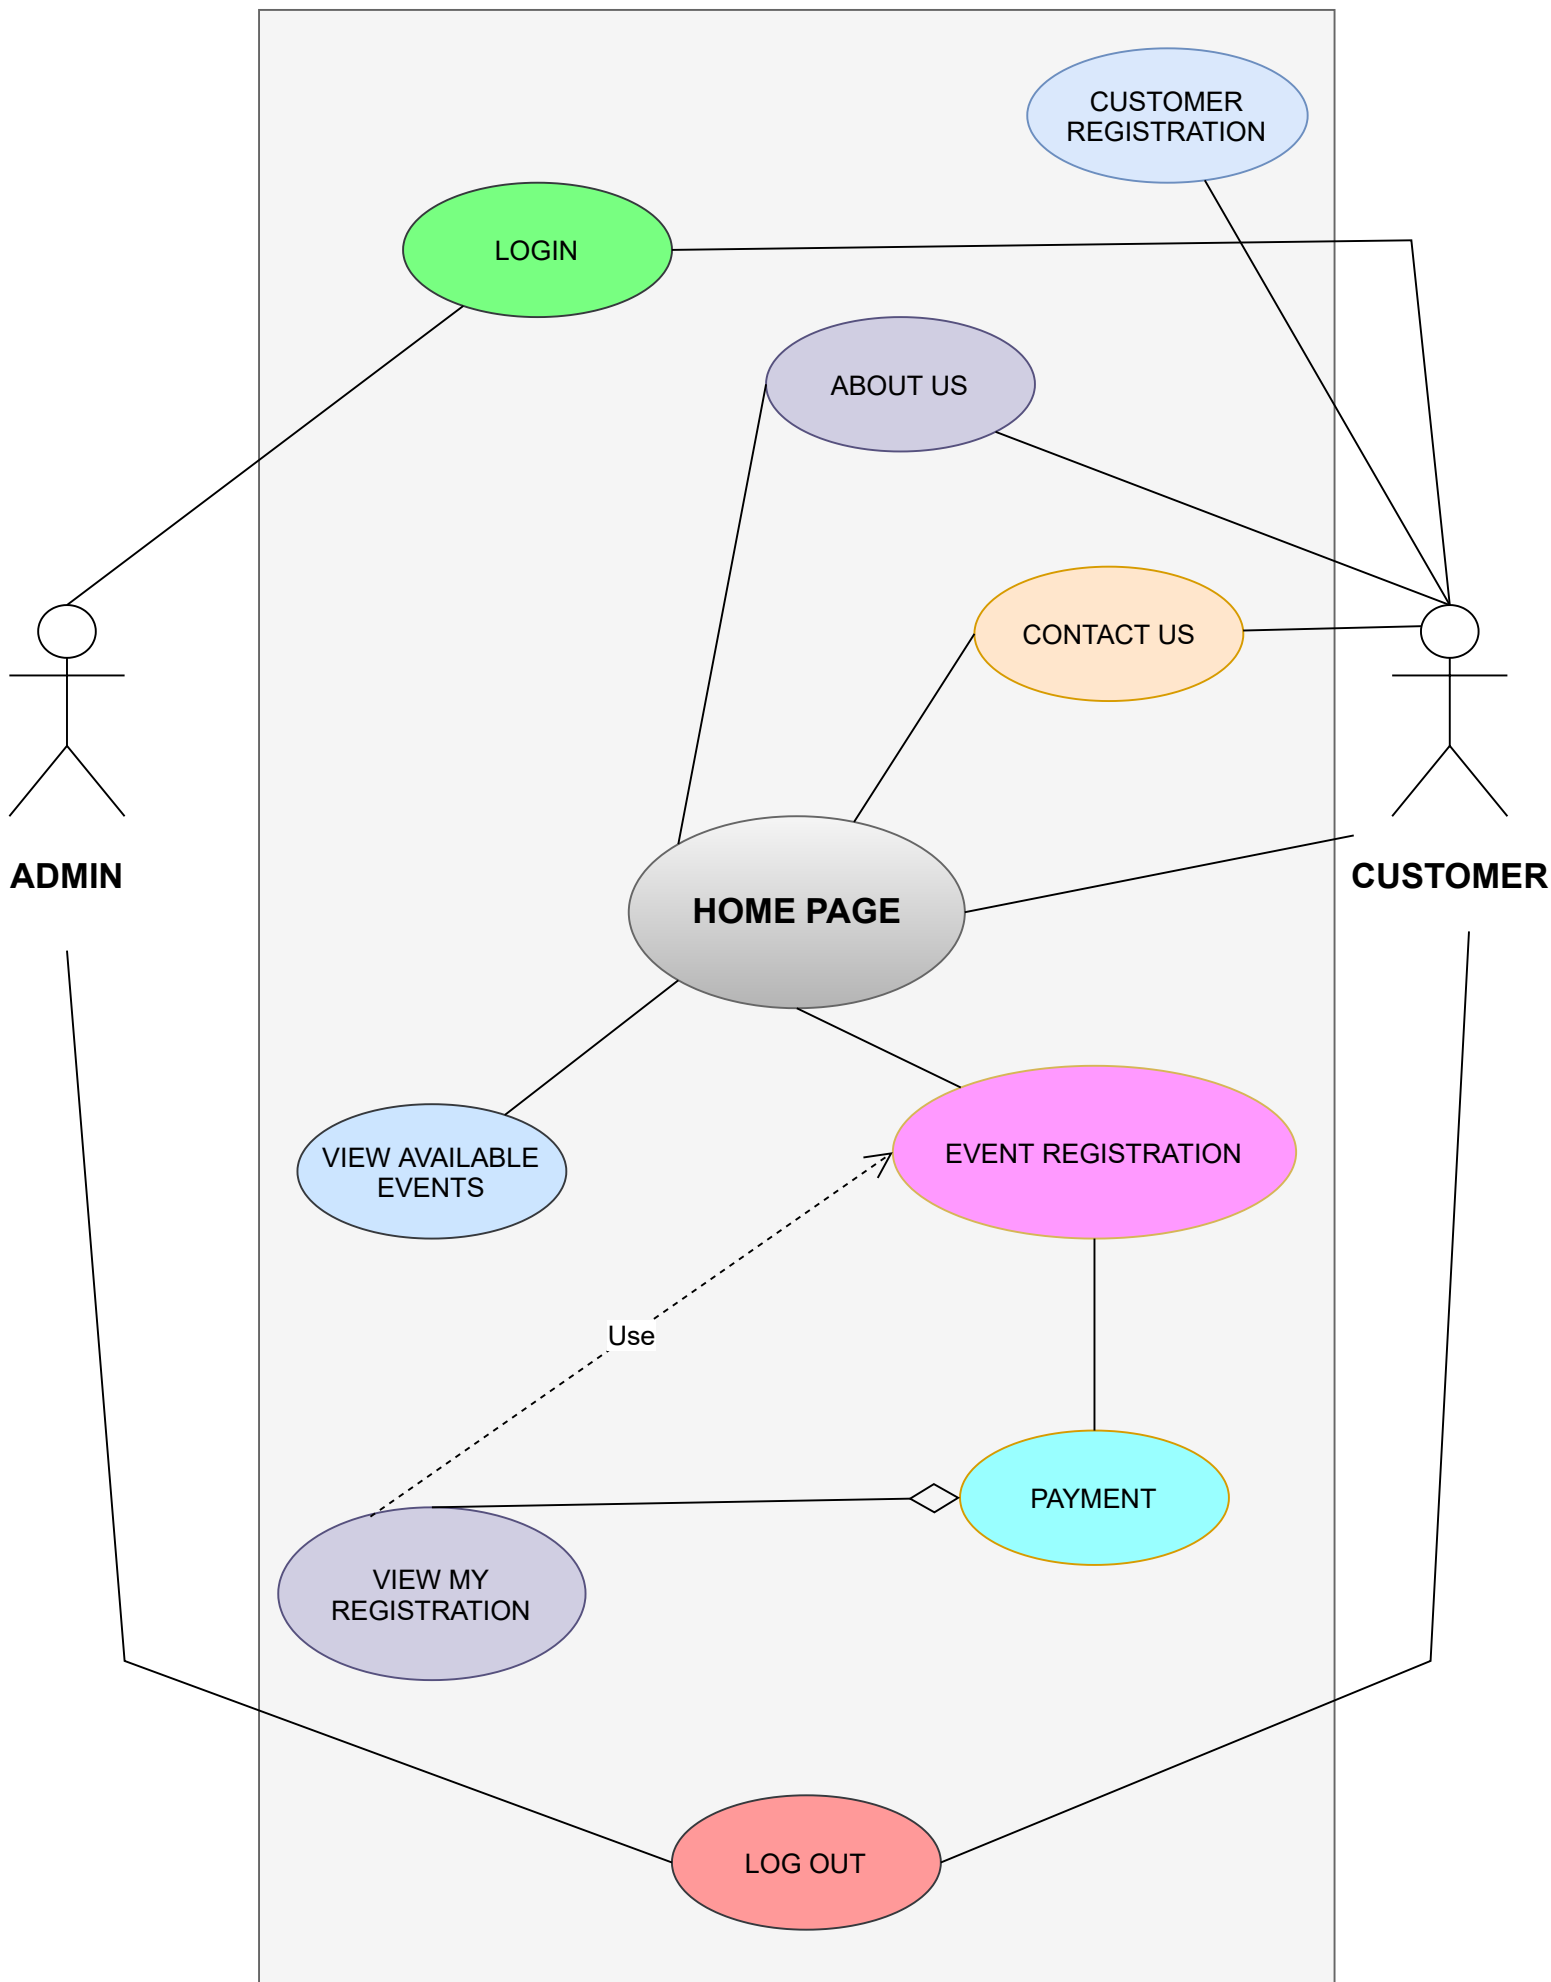 CUSTOMER
REGISTRATION
LOGIN
ABOUT US
CONTACT US
ADMIN
CUSTOMER
HOME PAGE
VIEW AVAILABLE
EVENTS
EVENT REGISTRATION
Use
PAYMENT
VIEW MY
REGISTRATION
LOG OUT